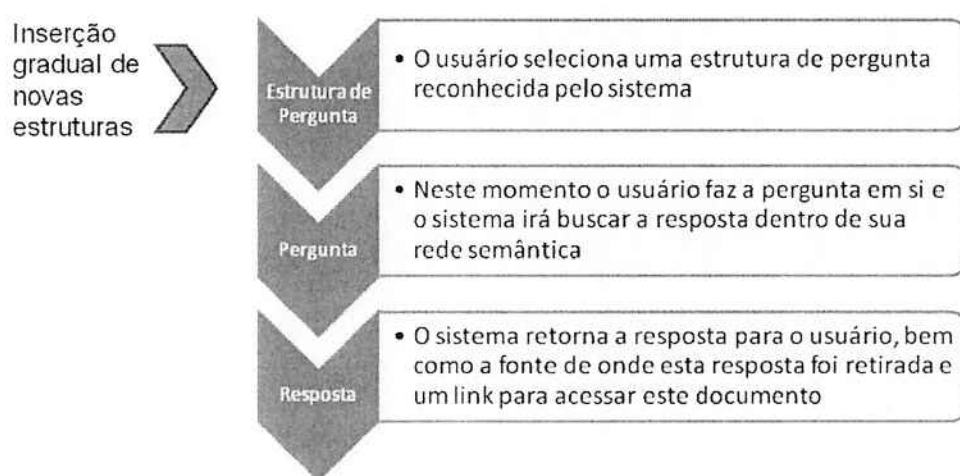 Inserção
gradual de
novas
estruturas
Estrutura de
Pergunta
• O usuário seleciona uma estrutura de pergunta
reconhecida pelo sistema
Pergunta
• Neste momento o usuário faz a pergunta em si e
o sistema irá buscar a resposta dentro de sua
rede semântica
Resposta
• O sistema retorna a resposta para o usuário, bem
como a fonte de onde esta resposta foi retirada e
um link para acessar este documento